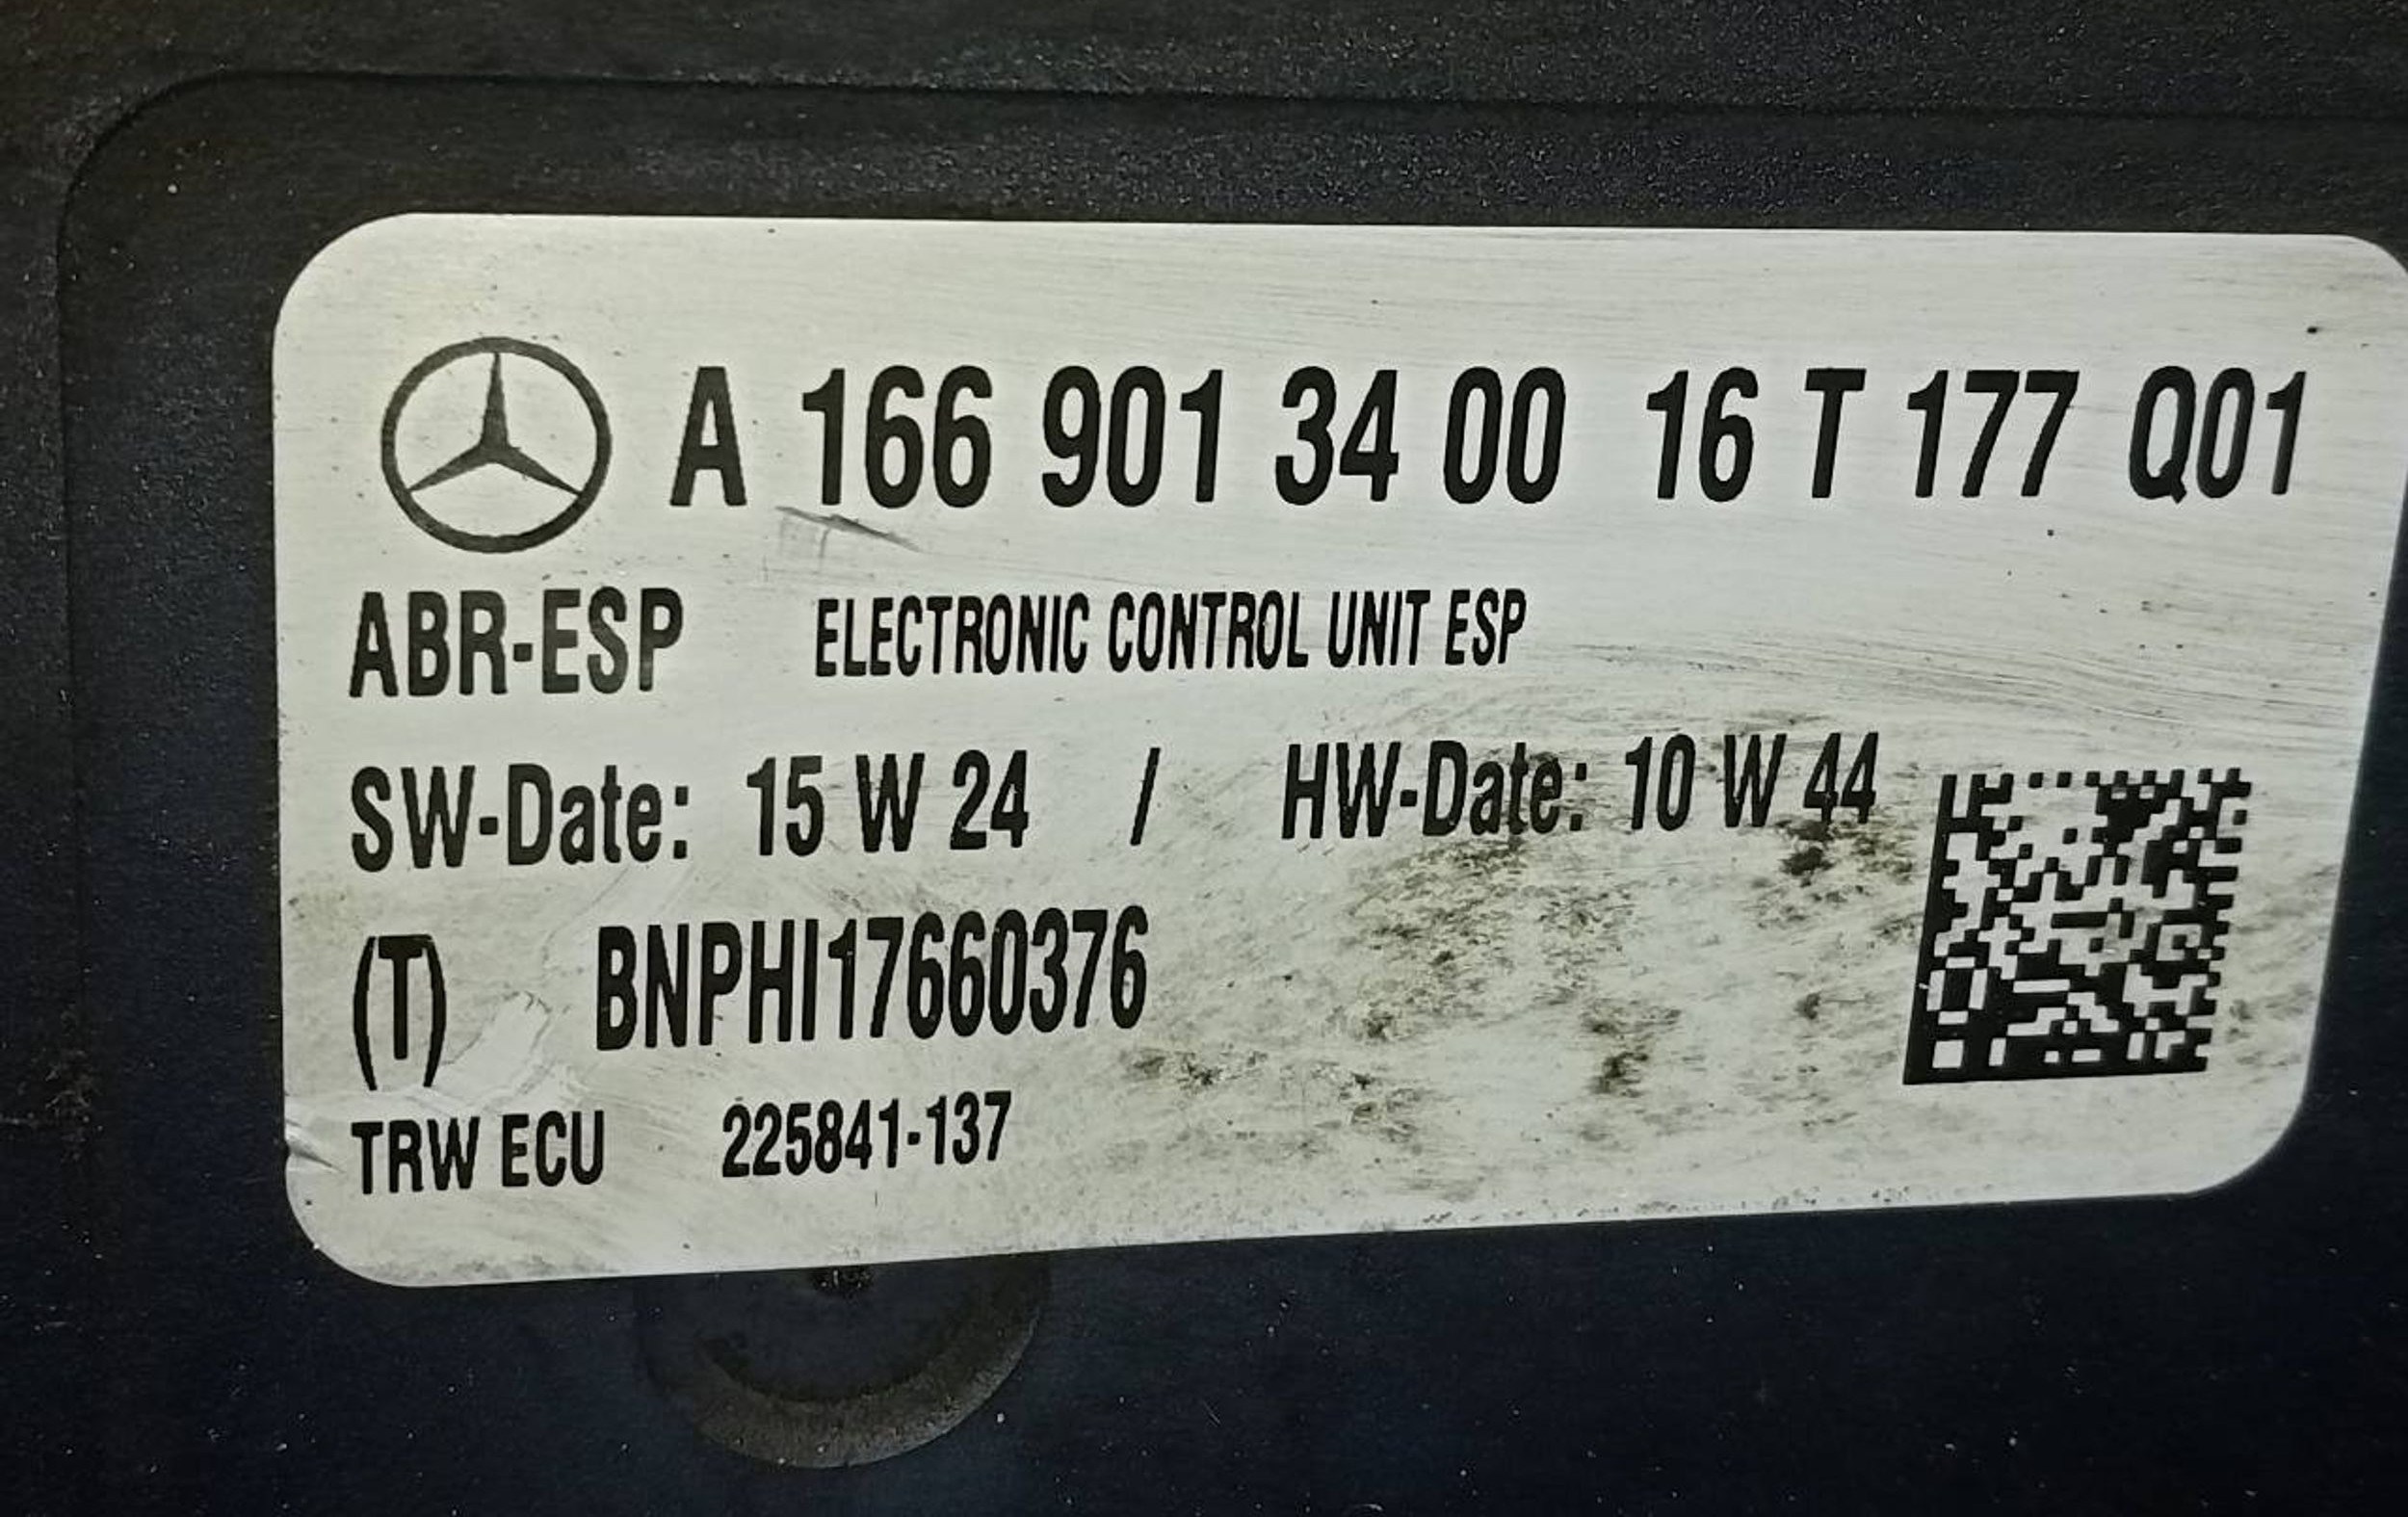 A 166 901 34 00 16 T 177 Q01
ABR-ESP ELECTRONIC CONTROL UNIT ESP
SW-Date: 15 W 24 / HW-Date: 10 W 44
(T) BNPHI17660376
TRW ECU 225841-137